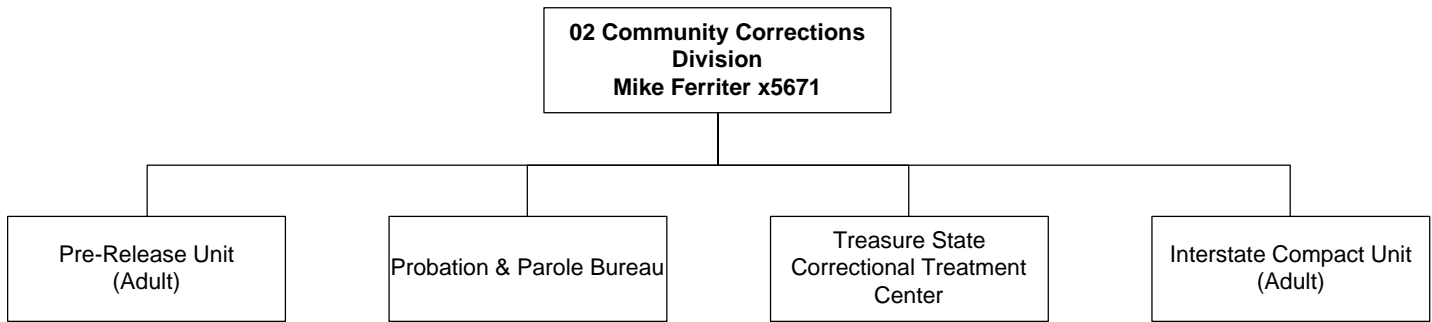 02 Community Corrections
Division
Mike Ferriter x5671
Pre-Release Unit
(Adult)
Probation & Parole Bureau
Treasure State
Correctional Treatment
Center
Interstate Compact Unit
(Adult)